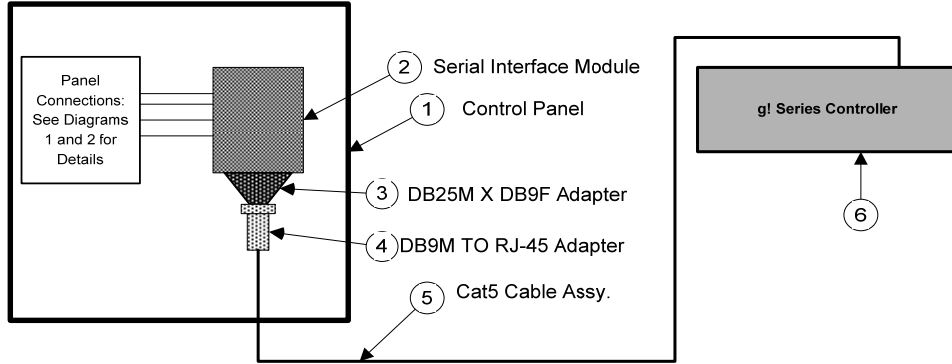 Panel
Connections:
See Diagrams
1 and 2 for
Details
2 Serial Interface Module
1 Control Panel
3 DB25M X DB9F Adapter
4 DB9M TO RJ-45 Adapter
5 Cat5 Cable Assy.
g! Series Controller
6